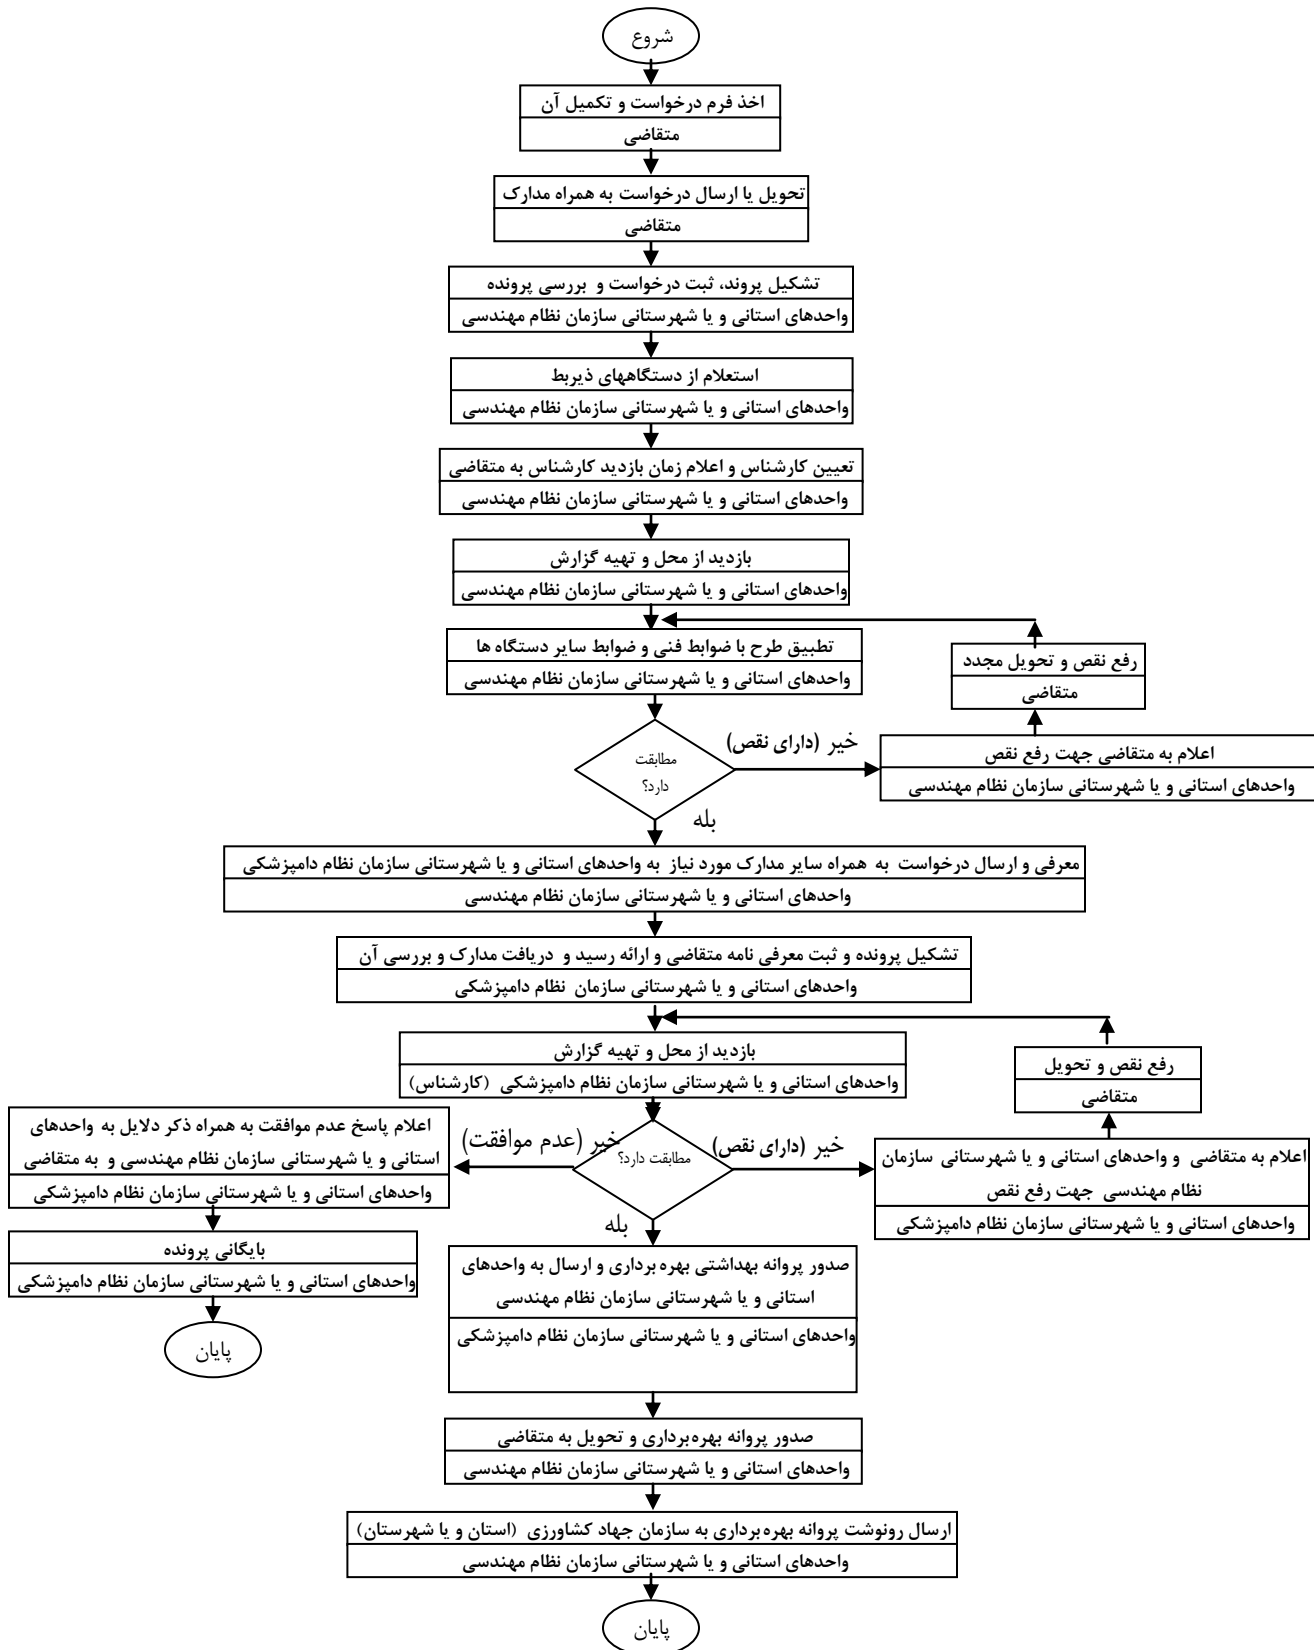 شروع
اخذ فرم درخواست و تکمیل آن
متقاضی
تحویل یا ارسال درخواست به همراه مدارک
متقاضی
تشکیل پروند، ثبت درخواست و بررسی پرونده
واحدهای استانی و یا شهرستانی سازمان نظام مهندسی
استعلام از دستگاههای ذیربط
واحدهای استانی و یا شهرستانی سازمان نظام مهندسی
تعیین کارشناس و اعلام زمان بازدید کارشناس به متقاضی
واحدهای استانی و یا شهرستانی سازمان نظام مهندسی
بازدید از محل و تهیه گزارش
واحدهای استانی و یا شهرستانی سازمان نظام مهندسی
تطبیق طرح با ضوابط فنی و ضوابط سایر دستگاه ها
واحدهای استانی و یا شهرستانی سازمان نظام مهندسی
رفع نقص و تحویل مجدد
متقاضی
مطابقت
دارد؟
خیر (دارای نقص)
اعلام به متقاضی جهت رفع نقص
واحدهای استانی و یا شهرستانی سازمان نظام مهندسی
بله
معرفی و ارسال درخواست به همراه سایر مدارک مورد نیاز به واحدهای استانی و یا شهرستانی سازمان نظام دامپزشکی
واحدهای استانی و یا شهرستانی سازمان نظام مهندسی
تشکیل پرونده و ثبت معرفی نامه متقاضی و ارائه رسید و دریافت مدارک و بررسی آن
واحدهای استانی و یا شهرستانی سازمان نظام دامپزشکی
بازدید از محل و تهیه گزارش
واحدهای استانی و یا شهرستانی سازمان نظام دامپزشکی (کارشناس)
رفع نقص و تحویل
متقاضی
مطابقت دارد؟
خیر (دارای نقص)
اعلام به متقاضی و واحدهای استانی و یا شهرستانی سازمان
نظام مهندسی جهت رفع نقص
واحدهای استانی و یا شهرستانی سازمان نظام دامپزشکی
خیر (عدم موافقت)
اعلام پاسخ عدم موافقت به همراه ذکر دلایل به واحدهای
استانی و یا شهرستانی سازمان نظام مهندسی و به متقاضی
واحدهای استانی و یا شهرستانی سازمان نظام دامپزشکی
بایگانی پرونده
واحدهای استانی و یا شهرستانی سازمان نظام دامپزشکی
پایان
بله
صدور پروانه بهداشتی بهره برداری و ارسال به واحدهای
استانی و یا شهرستانی سازمان نظام مهندسی
واحدهای استانی و یا شهرستانی سازمان نظام دامپزشکی
صدور پروانه بهره‌برداری و تحویل به متقاضی
واحدهای استانی و یا شهرستانی سازمان نظام مهندسی
ارسال رونوشت پروانه بهره‌برداری به سازمان جهاد کشاورزی (استان و یا شهرستان)
واحدهای استانی و یا شهرستانی سازمان نظام مهندسی
پایان